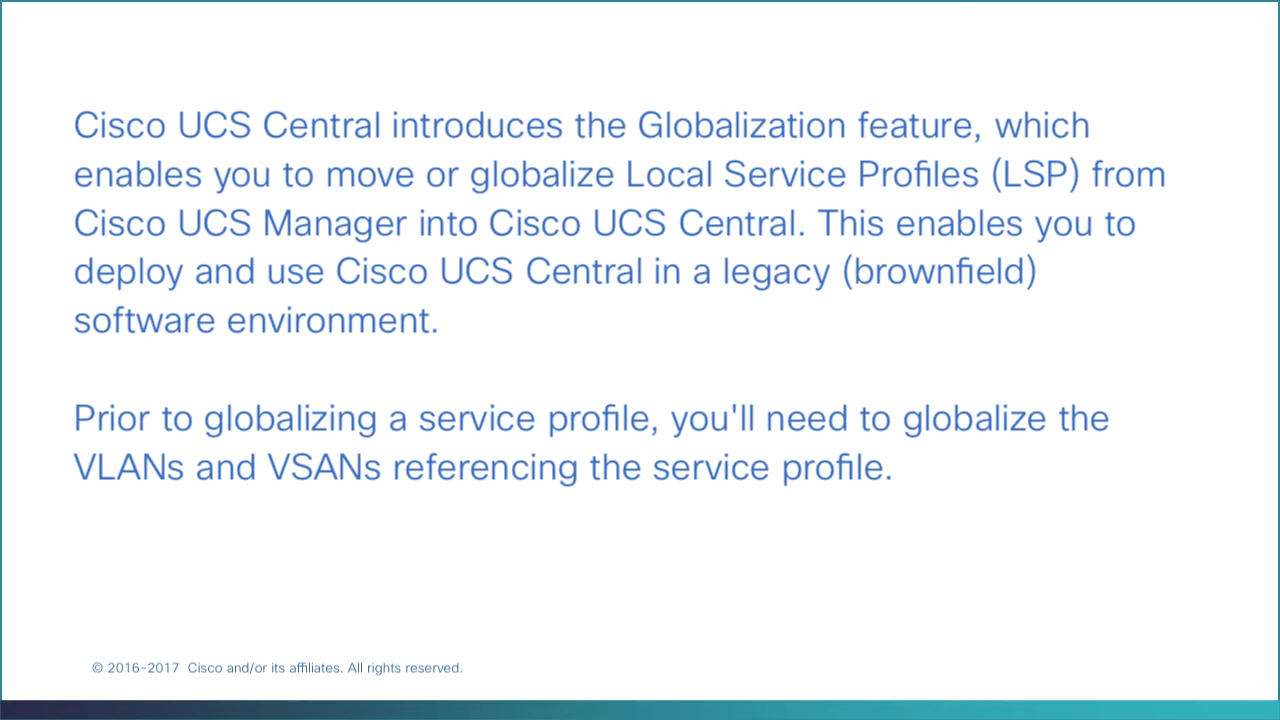 Cisco UCS Central introduces the Globalization feature, which
enables you to move or globalize Local Service Profiles (LSP) from
Cisco UCS Manager into Cisco UCS Central. This enables you to
deploy and use Cisco UCS Central in a legacy (brownfield)
software environment.
Prior to globalizing a service profile, you'll need to globalize the
VLANs and VSANs referencing the service profile.
© 2016-2017 Cisco and/or its affiliates. All rights reserved.